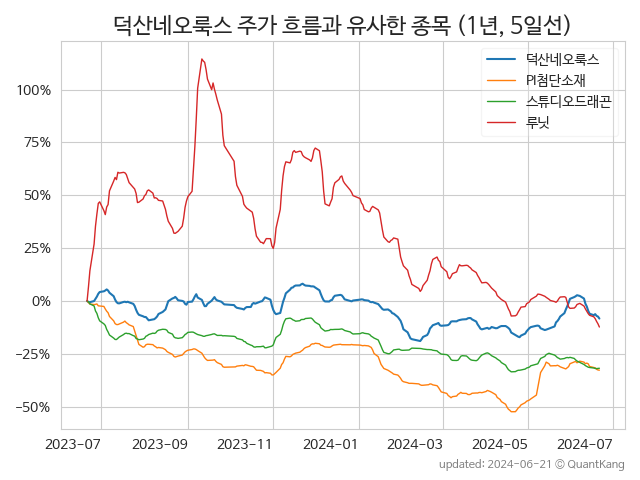 덕산네오룩스 주가 흐름과 유사한 종목 (1년, 5일선)
덕산네오룩스
PI첨단소재
스튜디오드래곤
루닛
100%
75%
50%
25%
0%
−25%
−50%
2023-07
2023-09
2023-11
2024-01
2024-03
2024-05
2024-07
updated: 2024-06-21 © QuantKang